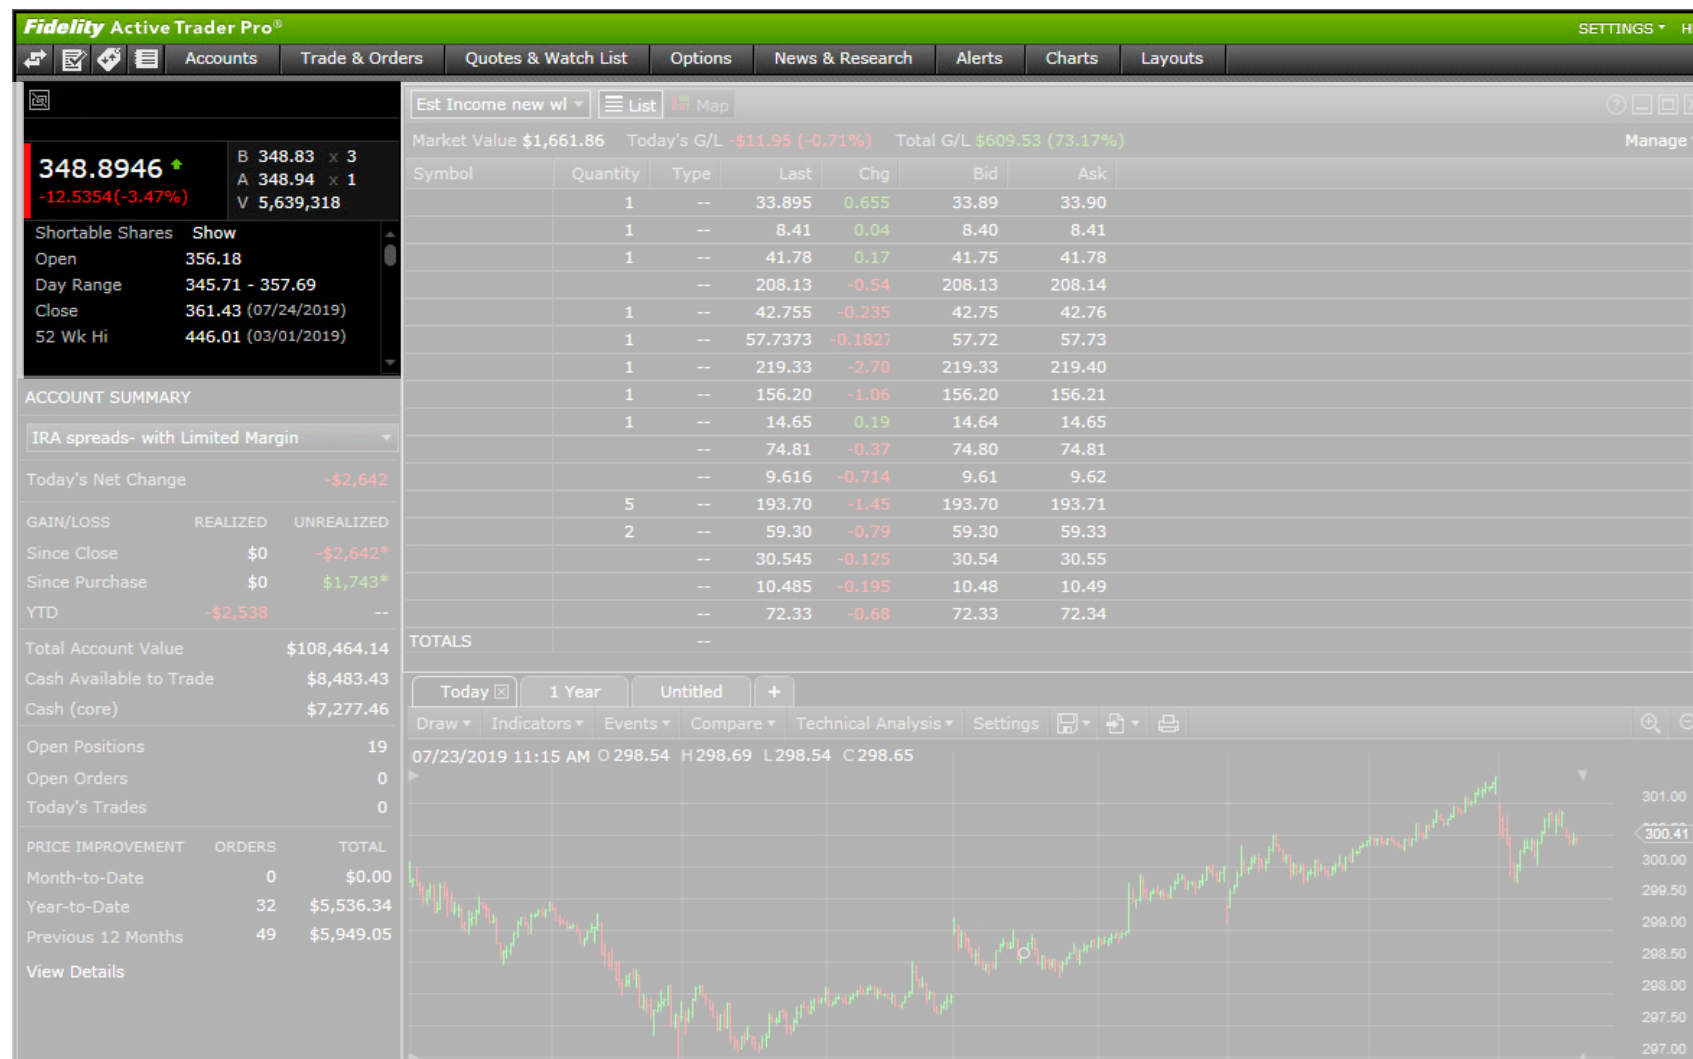 Fidelity Active Trader Pro®
SETTINGS
Accounts Trade & Orders Quotes & Watch List Options News & Research Alerts Charts Layouts
348.8946
-12.5354(-3.47%)
B 348.83 x 3
A 348.94 x 1
V 5,639,318
Shortable Shares Show
Open 356.18
Day Range 345.71 - 357.69
Close 361.43 (07/24/2019)
52 Wk Hi 446.01 (03/01/2019)
ACCOUNT SUMMARY
IRA spreads- with Limited Margin
Today's Net Change -$2,642
GAIN/LOSS REALIZED UNREALIZED
Since Close $0 -$2,642*
Since Purchase $0 $1,743*
YTD -$2,538 --
Total Account Value $108,464.14
Cash Available to Trade $8,483.43
Cash (core) $7,277.46
Open Positions 19
Open Orders 0
Today's Trades 0
PRICE IMPROVEMENT ORDERS TOTAL
Month-to-Date 0 $0.00
Year-to-Date 32 $5,536.34
Previous 12 Months 49 $5,949.05
View Details
Est Income new wl List Map
Market Value $1,661.86 Today's G/L -$11.95 (-0.71%) Total G/L $609.53 (73.17%) Manage
Symbol Quantity Type Last Chg Bid Ask
1 -- 33.895 0.655 33.89 33.90
1 -- 8.41 0.04 8.40 8.41
1 -- 41.78 0.17 41.75 41.78
-- 208.13 -0.54 208.13 208.14
1 -- 42.755 -0.235 42.75 42.76
1 -- 57.7373 -0.1827 57.72 57.73
1 -- 219.33 -2.70 219.33 219.40
1 -- 156.20 -1.06 156.20 156.21
1 -- 14.65 0.19 14.64 14.65
-- 74.81 -0.37 74.80 74.81
-- 9.616 -0.714 9.61 9.62
5 -- 193.70 -1.45 193.70 193.71
2 -- 59.30 -0.79 59.30 59.33
-- 30.545 -0.125 30.54 30.55
-- 10.485 -0.195 10.48 10.49
-- 72.33 -0.68 72.33 72.34
TOTALS --
Today 1 Year Untitled +
Draw Indicators Events Compare Technical Analysis Settings
07/23/2019 11:15 AM O 298.54 H 298.69 L 298.54 C 298.65
301.00
300.41
300.00
299.50
299.00
298.50
298.00
297.50
297.00